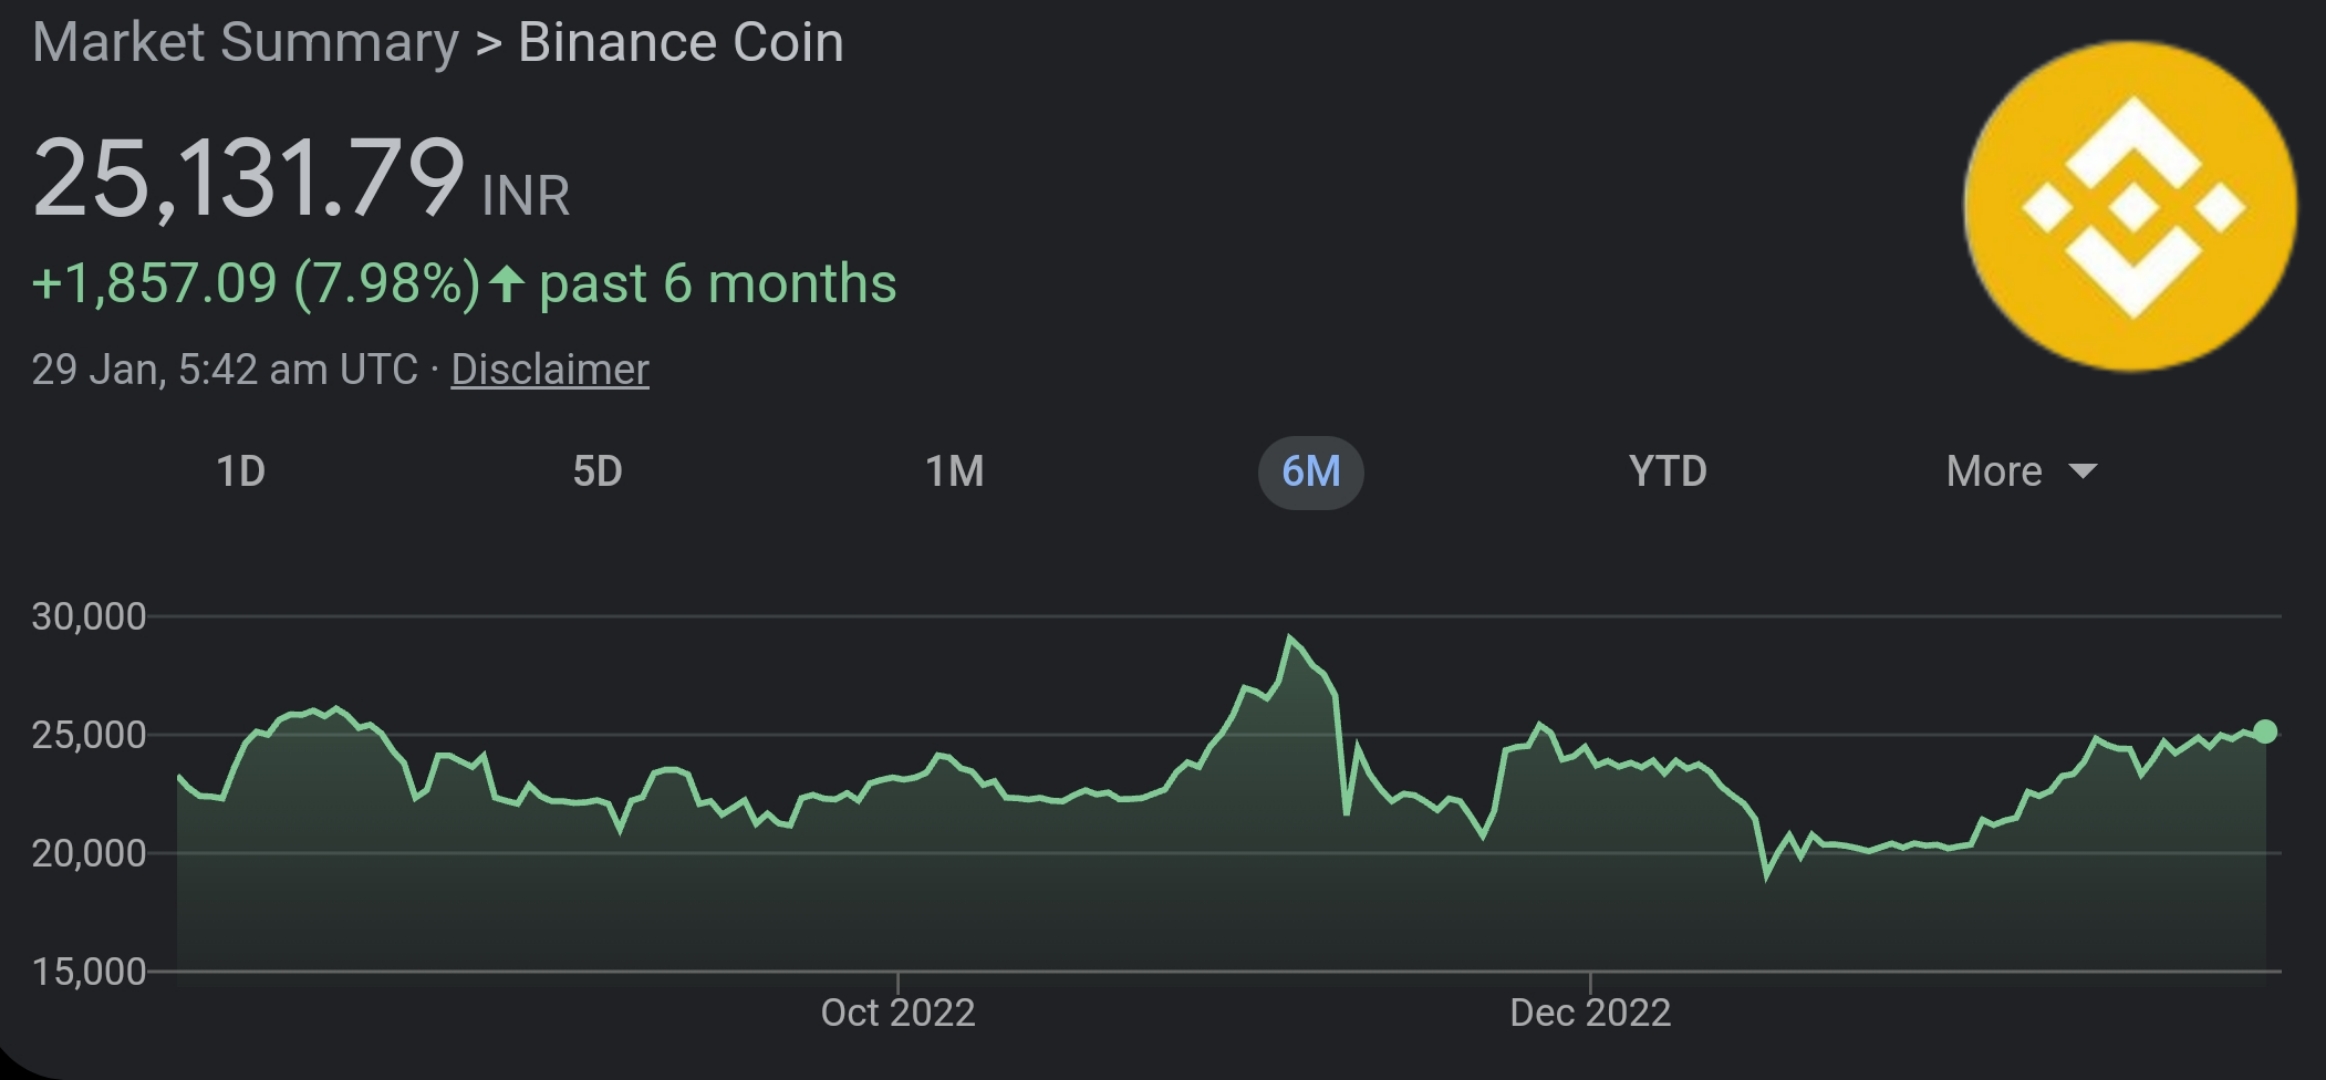 Market Summary > Binance Coin
25,131.79 INR
+1,857.09 (7.98%)↑ past 6 months
29 Jan, 5:42 am UTC · Disclaimer
1D 5D 1M 6M YTD More
30,000
25,000
20,000
15,000
Oct 2022 Dec 2022